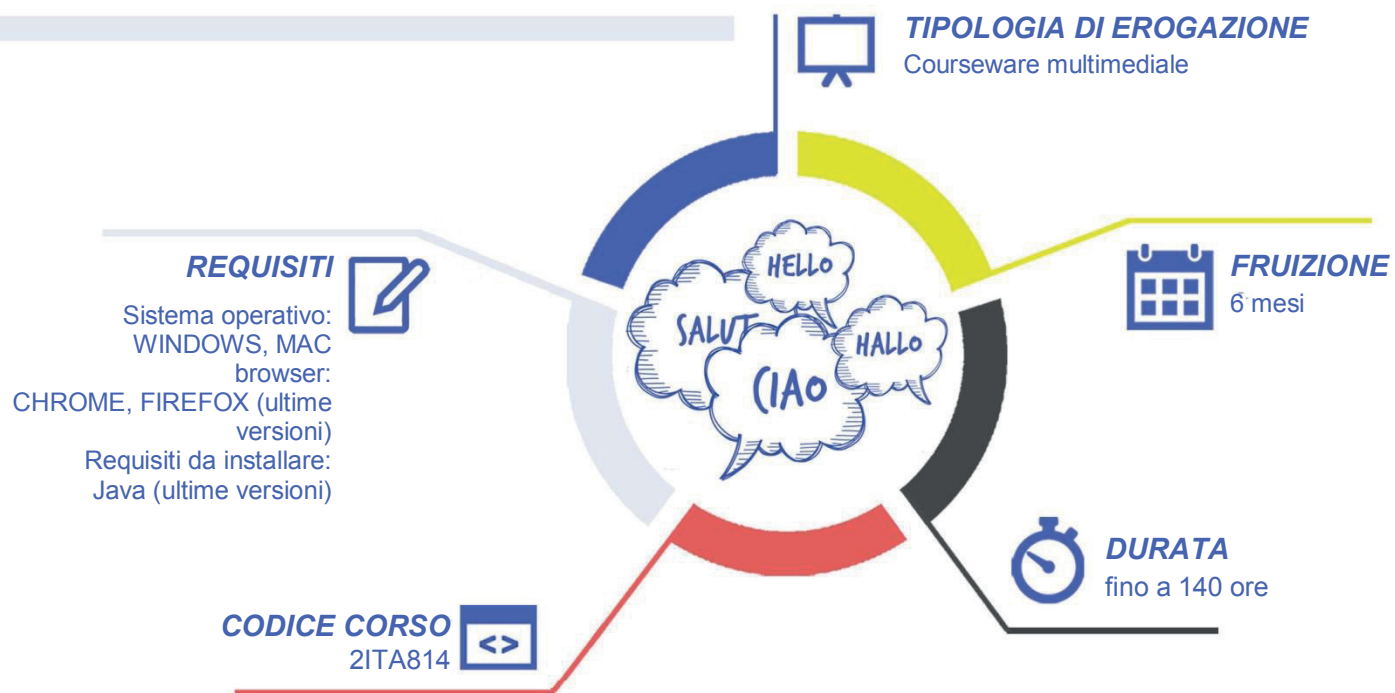 TIPOLOGIA DI EROGAZIONE
Courseware multimediale
REQUISITI
Sistema operativo:
WINDOWS, MAC
browser:
CHROME, FIREFOX (ultime
versioni)
Requisiti da installare:
Java (ultime versioni)
HELLO
SALUT
HALLO
CIAO
FRUIZIONE
6 mesi
DURATA
fino a 140 ore
CODICE CORSO
2ITA814
<>